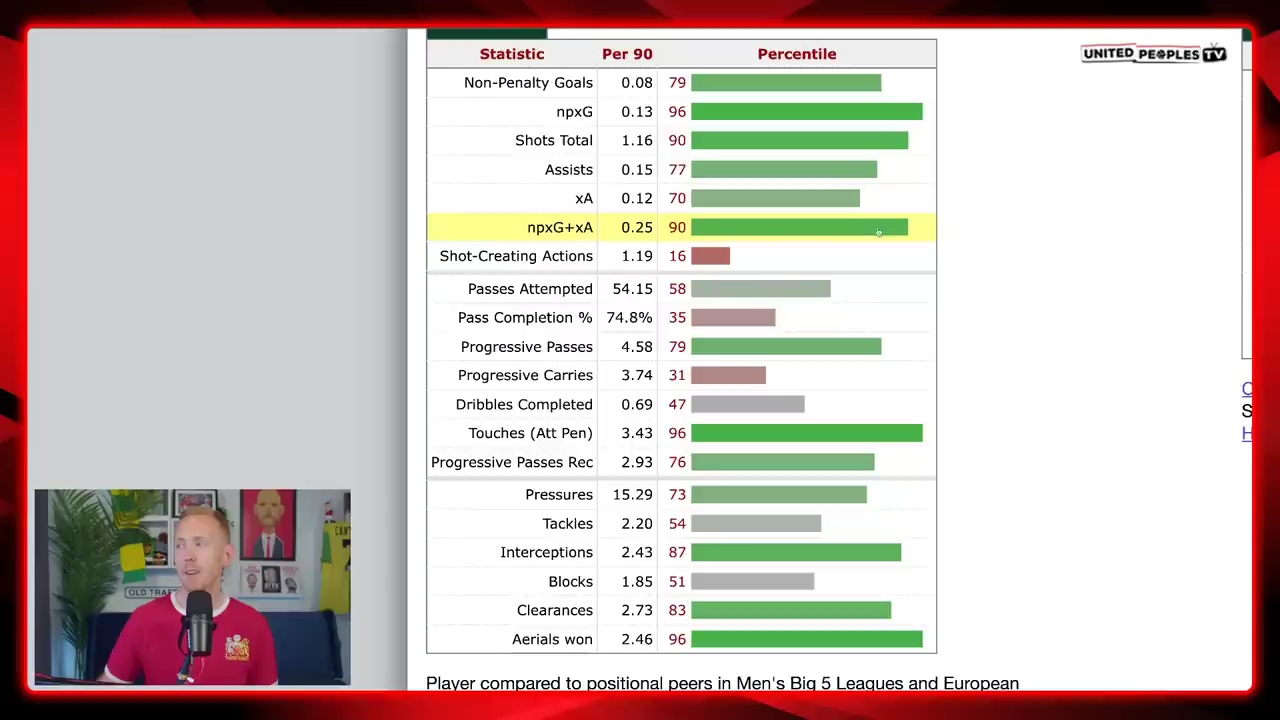 UNITED PEOPLES TV
Statistic Per 90 Percentile
Non-Penalty Goals 0.08 79
npxG 0.13 96
Shots Total 1.16 90
Assists 0.15 77
xA 0.12 70
npxG+xA 0.25 90
Shot-Creating Actions 1.19 16
Passes Attempted 54.15 58
Pass Completion % 74.8% 35
Progressive Passes 4.58 79
Progressive Carries 3.74 31
Dribbles Completed 0.69 47
Touches (Att Pen) 3.43 96
Progressive Passes Rec 2.93 76
Pressures 15.29 73
Tackles 2.20 54
Interceptions 2.43 87
Blocks 1.85 51
Clearances 2.73 83
Aerials won 2.46 96
Player compared to positional peers in Men's Big 5 Leagues and European
C
S
H
OLD TRAF
CANT